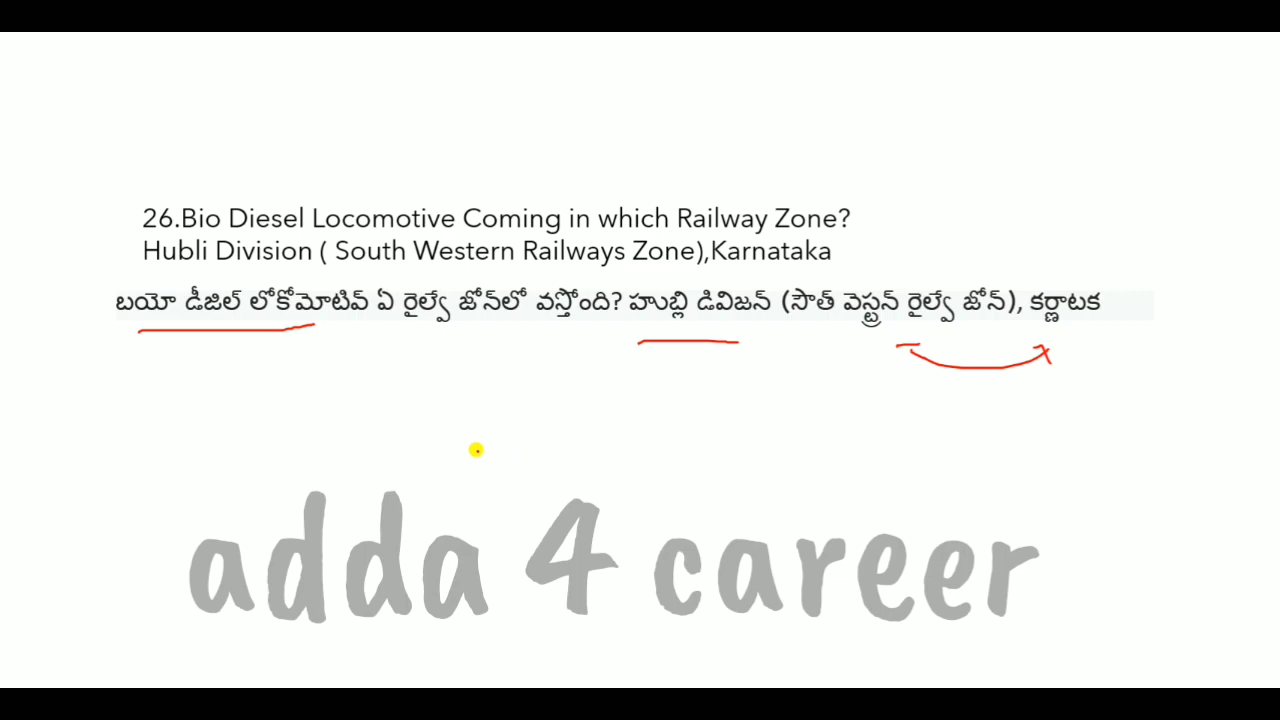 26.Bio Diesel Locomotive Coming in which Railway Zone?
Hubli Division ( South Western Railways Zone),Karnataka
బయో డీజిల్ లోకోమోటివ్ ఏ రైల్వే జోన్‌లో వస్తోంది? హుబ్లి డివిజన్ (సౌత్ వెస్ట్రన్ రైల్వే జోన్), కర్ణాటక
adda 4 career